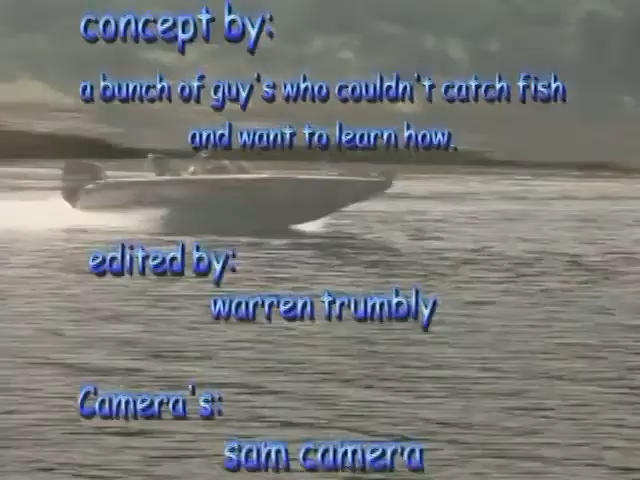 concept by:
a bunch of guy's who couldn't catch fish
and want to learn how.
edited by:
warren trumbly
Camera's:
sam camera